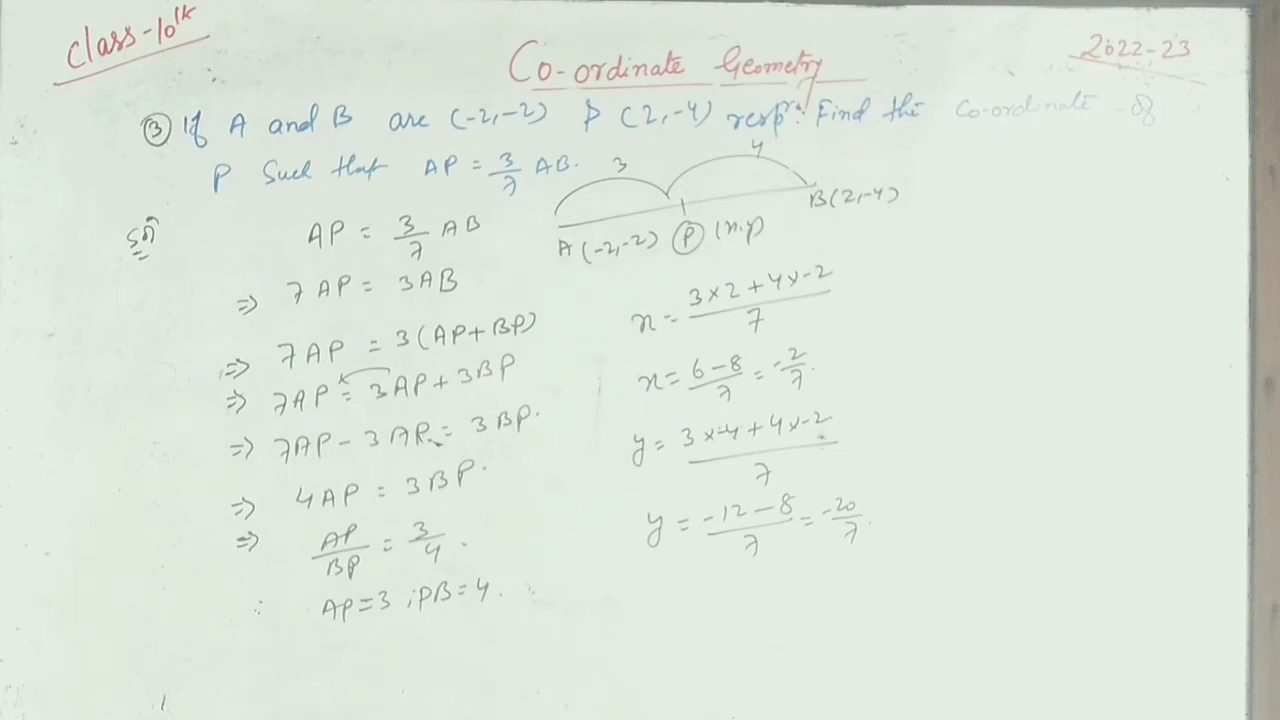 Class-10th
Co-ordinate Geometry
2022-23
③ If A and B are (-2,-2) & (2,-4) resp. Find the Co-ordinate of
P Such that AP = 3/7 AB.
3
4
A (-2,-2) P (x,y)
B(2,-4)
AP = 3/7 AB
=> 7AP = 3AB
=> 7AP = 3(AP+BP)
=> 7AP = 3AP+3BP
=> 7AP - 3AP = 3BP.
=> 4AP = 3BP.
=> AP/BP = 3/4.
∴ AP=3 ; PB=4.
x = 3×2+4×-2/7
x = 6-8/7 = -2/7.
y = 3×-4+4×-2/7
y = -12-8/7 = -20/7.